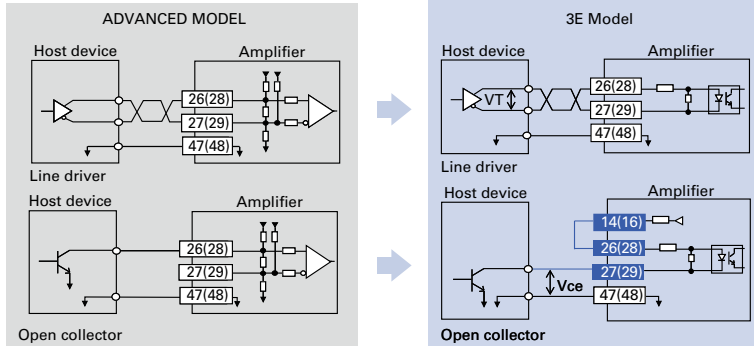 ADVANCED MODEL
Host device
Amplifier
26(28)
27(29)
47(48)
Line driver
Host device
Amplifier
26(28)
27(29)
47(48)
Open collector
3E Model
Host device
Amplifier
VT
26(28)
27(29)
47(48)
Line driver
Host device
Amplifier
14(16)
26(28)
27(29)
Vce
47(48)
Open collector